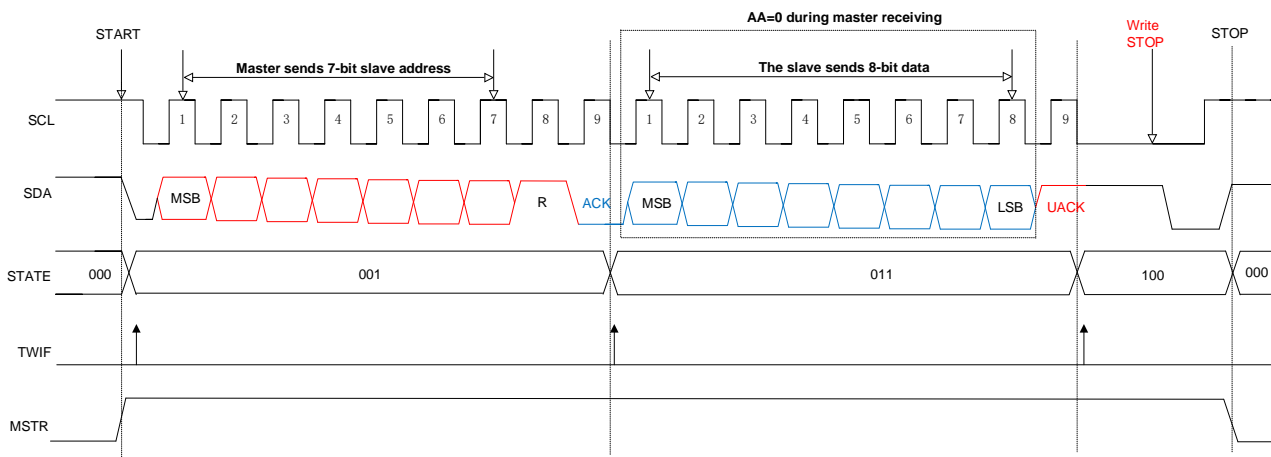 AA=0 during master receiving
START
Write
STOP
STOP
Master sends 7-bit slave address
The slave sends 8-bit data
SCL
1 2 3 4 5 6 7 8 9 1 2 3 4 5 6 7 8 9
SDA
MSB R ACK MSB LSB UACK
STATE
000 001 011 100 000
TWIF
MSTR